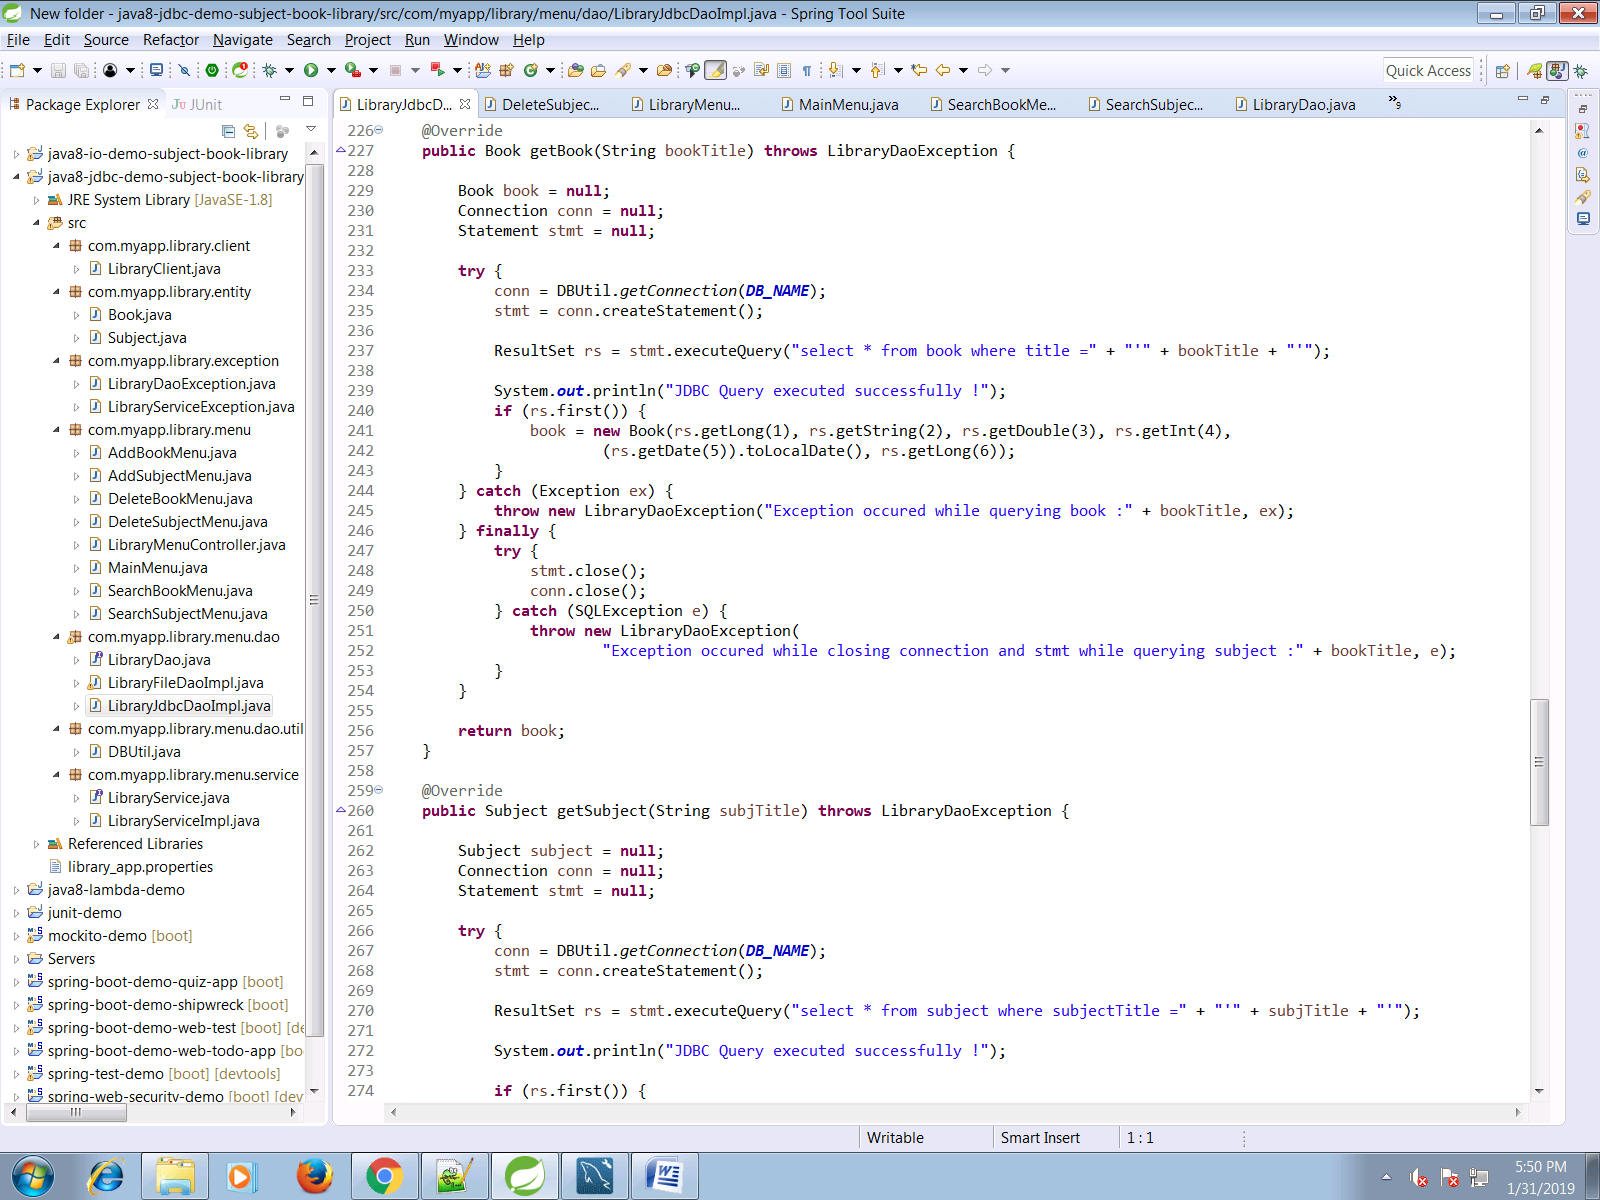 New folder - java8-jdbc-demo-subject-book-library/src/com/myapp/library/menu/dao/LibraryJdbcDaoImpl.java - Spring Tool Suite
File Edit Source Refactor Navigate Search Project Run Window Help
Quick Access
Package Explorer
JUnit
java8-io-demo-subject-book-library
java8-jdbc-demo-subject-book-library
JRE System Library [JavaSE-1.8]
src
com.myapp.library.client
LibraryClient.java
com.myapp.library.entity
Book.java
Subject.java
com.myapp.library.exception
LibraryDaoException.java
LibraryServiceException.java
com.myapp.library.menu
AddBookMenu.java
AddSubjectMenu.java
DeleteBookMenu.java
DeleteSubjectMenu.java
LibraryMenuController.java
MainMenu.java
SearchBookMenu.java
SearchSubjectMenu.java
com.myapp.library.menu.dao
LibraryDao.java
LibraryFileDaoImpl.java
LibraryJdbcDaoImpl.java
com.myapp.library.menu.dao.util
DBUtil.java
com.myapp.library.menu.service
LibraryService.java
LibraryServiceImpl.java
Referenced Libraries
library_app.properties
java8-lambda-demo
junit-demo
mockito-demo [boot]
Servers
spring-boot-demo-quiz-app [boot]
spring-boot-demo-shipwreck [boot]
spring-boot-demo-web-test [boot] [de
spring-boot-demo-web-todo-app [bo
spring-test-demo [boot] [devtools]
spring-web-security-demo [boot] [dev
LibraryJdbcD... DeleteSubjec... LibraryMenu... MainMenu.java SearchBookMe... SearchSubjec... LibraryDao.java »9
226 @Override
227 public Book getBook(String bookTitle) throws LibraryDaoException {
228
229 Book book = null;
230 Connection conn = null;
231 Statement stmt = null;
232
233 try {
234 conn = DBUtil.getConnection(DB_NAME);
235 stmt = conn.createStatement();
236
237 ResultSet rs = stmt.executeQuery("select * from book where title =" + "'" + bookTitle + "'");
238
239 System.out.println("JDBC Query executed successfully !");
240 if (rs.first()) {
241 book = new Book(rs.getLong(1), rs.getString(2), rs.getDouble(3), rs.getInt(4),
242 (rs.getDate(5)).toLocalDate(), rs.getLong(6));
243 }
244 } catch (Exception ex) {
245 throw new LibraryDaoException("Exception occured while querying book :" + bookTitle, ex);
246 } finally {
247 try {
248 stmt.close();
249 conn.close();
250 } catch (SQLException e) {
251 throw new LibraryDaoException(
252 "Exception occured while closing connection and stmt while querying subject :" + bookTitle, e);
253 }
254 }
255
256 return book;
257 }
258
259 @Override
260 public Subject getSubject(String subjTitle) throws LibraryDaoException {
261
262 Subject subject = null;
263 Connection conn = null;
264 Statement stmt = null;
265
266 try {
267 conn = DBUtil.getConnection(DB_NAME);
268 stmt = conn.createStatement();
269
270 ResultSet rs = stmt.executeQuery("select * from subject where subjectTitle =" + "'" + subjTitle + "'");
271
272 System.out.println("JDBC Query executed successfully !");
273
274 if (rs.first()) {
Writable Smart Insert 1 : 1
5:50 PM
1/31/2019